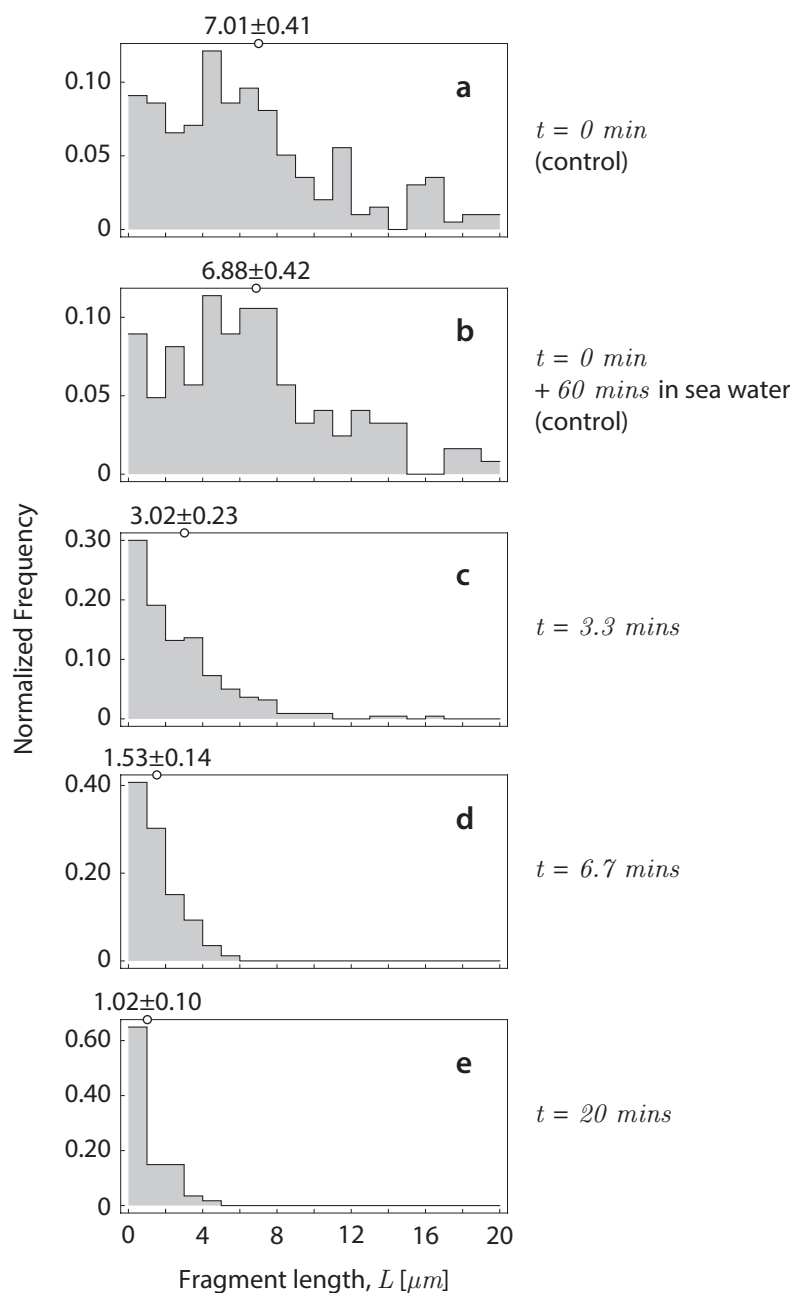 7.01±0.41
0.10
0.05
0
a
t = 0 min
(control)
6.88±0.42
0.10
0.05
0
b
t = 0 min
+ 60 mins in sea water
(control)
Normalized Frequency
3.02±0.23
0.30
0.20
0.10
0
c
t = 3.3 mins
1.53±0.14
0.40
0.20
0
d
t = 6.7 mins
1.02±0.10
0.60
0.40
0.20
0
e
t = 20 mins
0 4 8 12 16 20
Fragment length, L [μm]